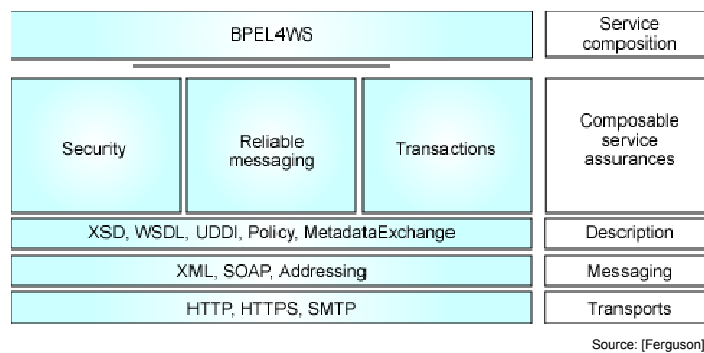 BPEL4WS
Service
composition
Security
Reliable
messaging
Transactions
Composable
service
assurances
XSD, WSDL, UDDI, Policy, MetadataExchange
Description
XML, SOAP, Addressing
Messaging
HTTP, HTTPS, SMTP
Transports
Source: [Ferguson]